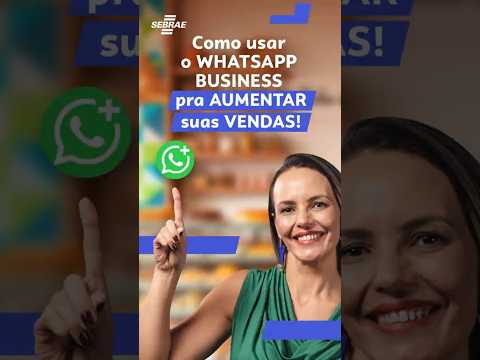 SEBRAE
Como usar
o WHATSAPP
BUSINESS
pra AUMENTAR
suas VENDAS!